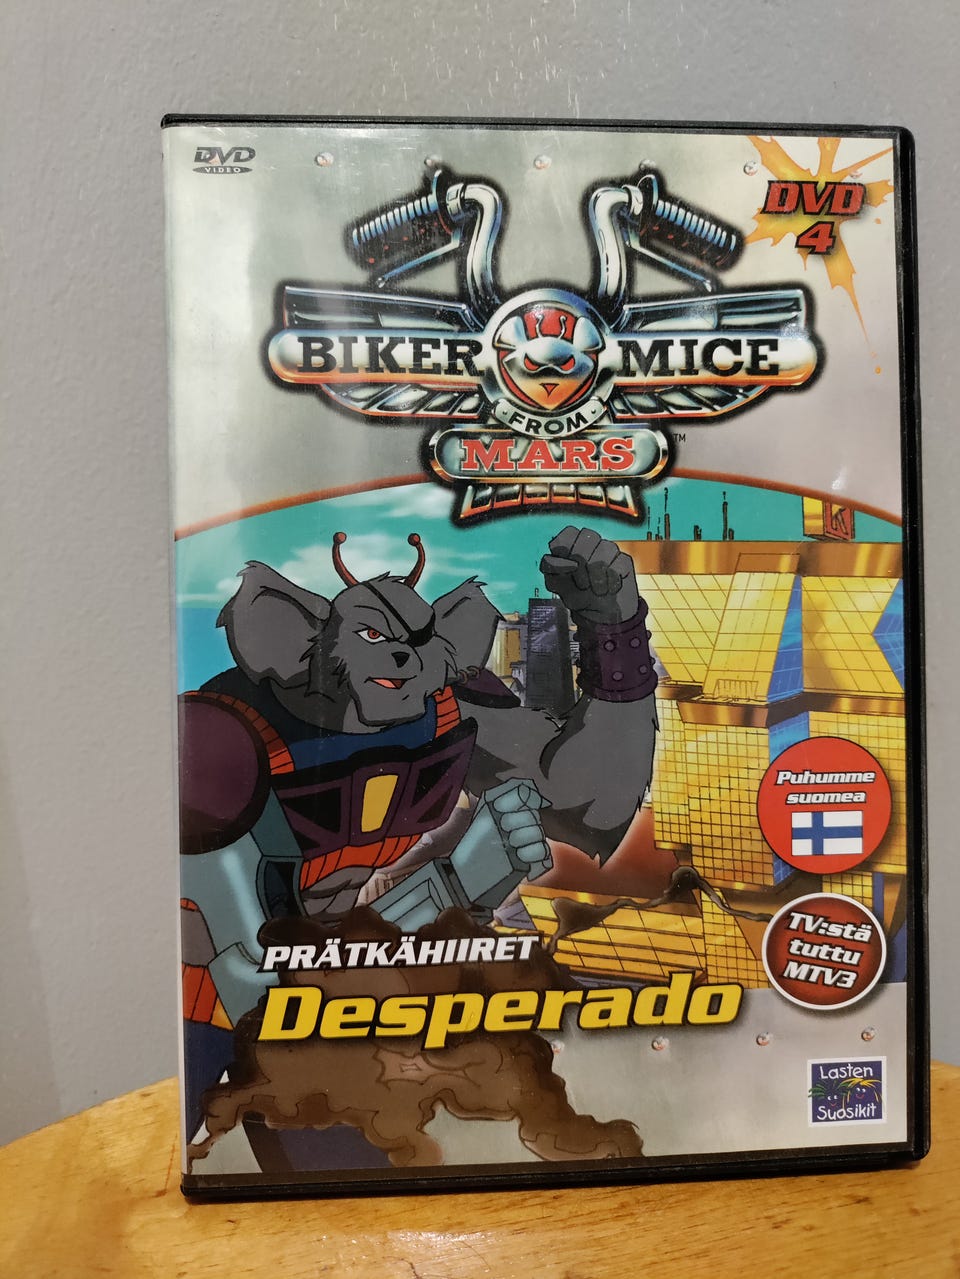 DVD
VIDEO
DVD
4
BIKER MICE
FROM
MARS
TM
K
Puhumme
suomea
TV:stä
tuttu
MTV3
PRÄTKÄHIIRET
Desperado
Lasten
Suosikit